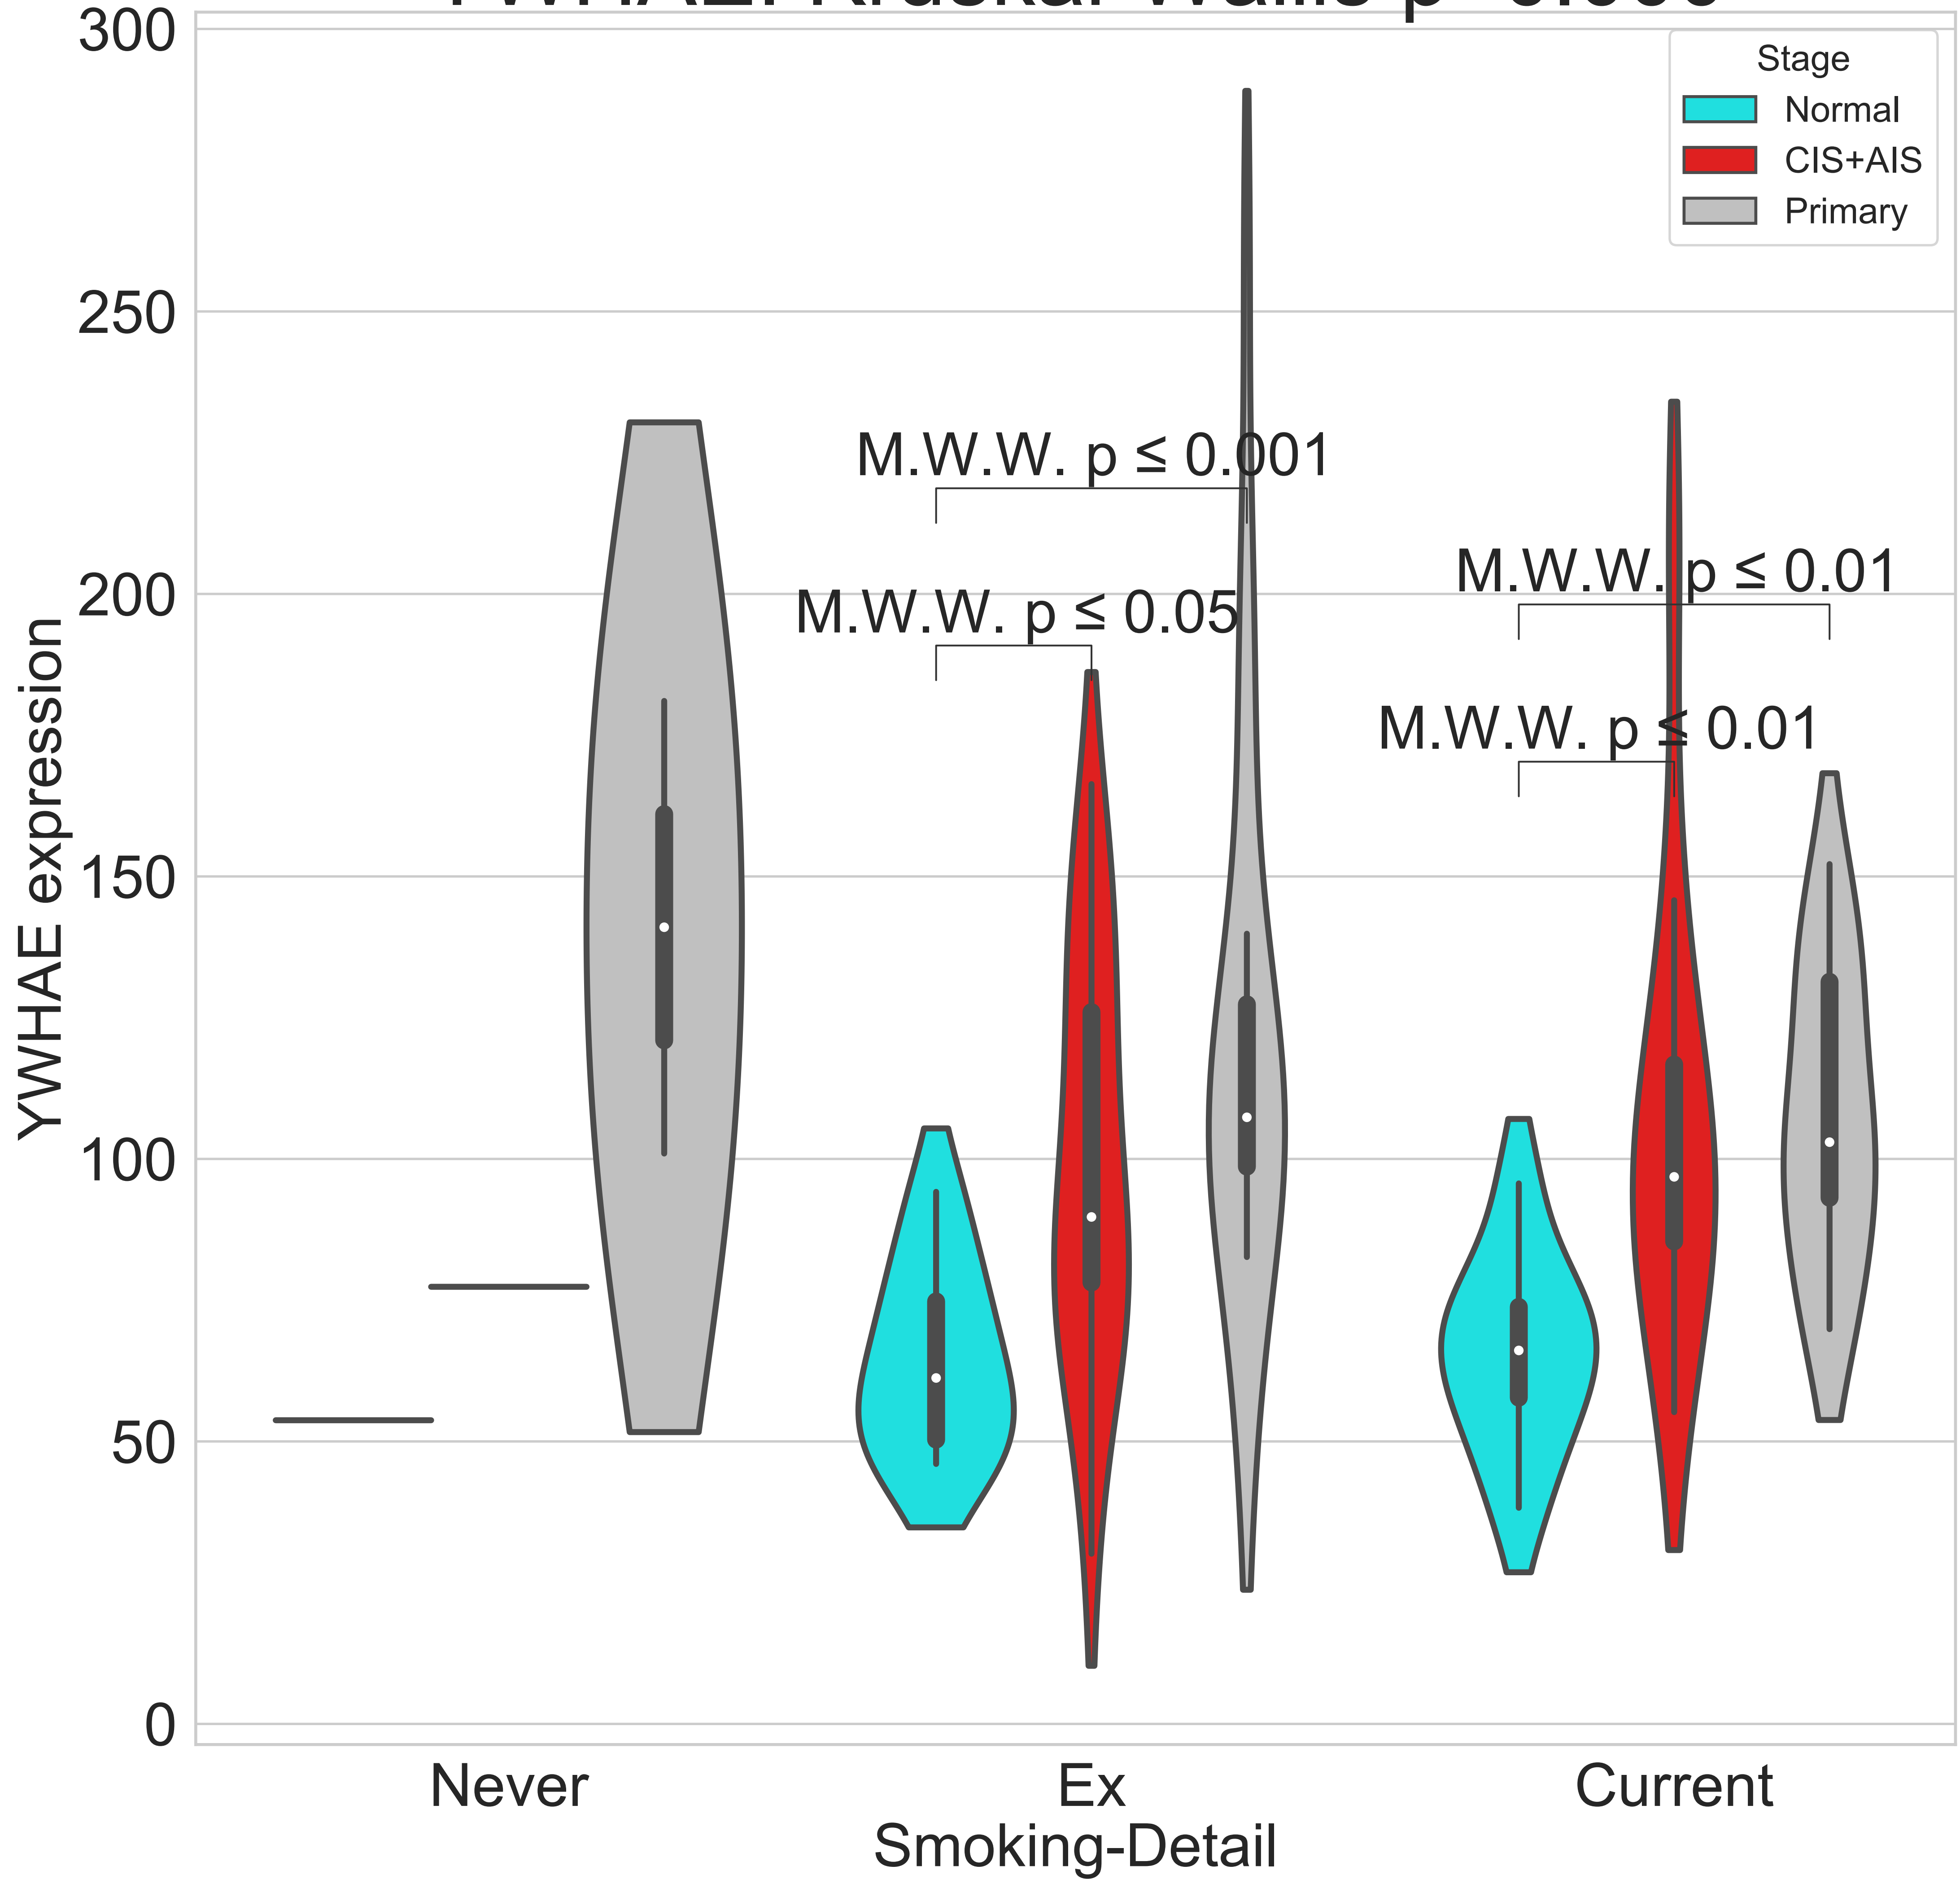 300
250
200
150
100
50
0
YWHAE expression
Stage
Normal
CIS+AIS
Primary
M.W.W. p ≤ 0.001
M.W.W. p ≤ 0.05
M.W.W. p ≤ 0.01
M.W.W. p ≤ 0.01
Never Ex Current
Smoking-Detail